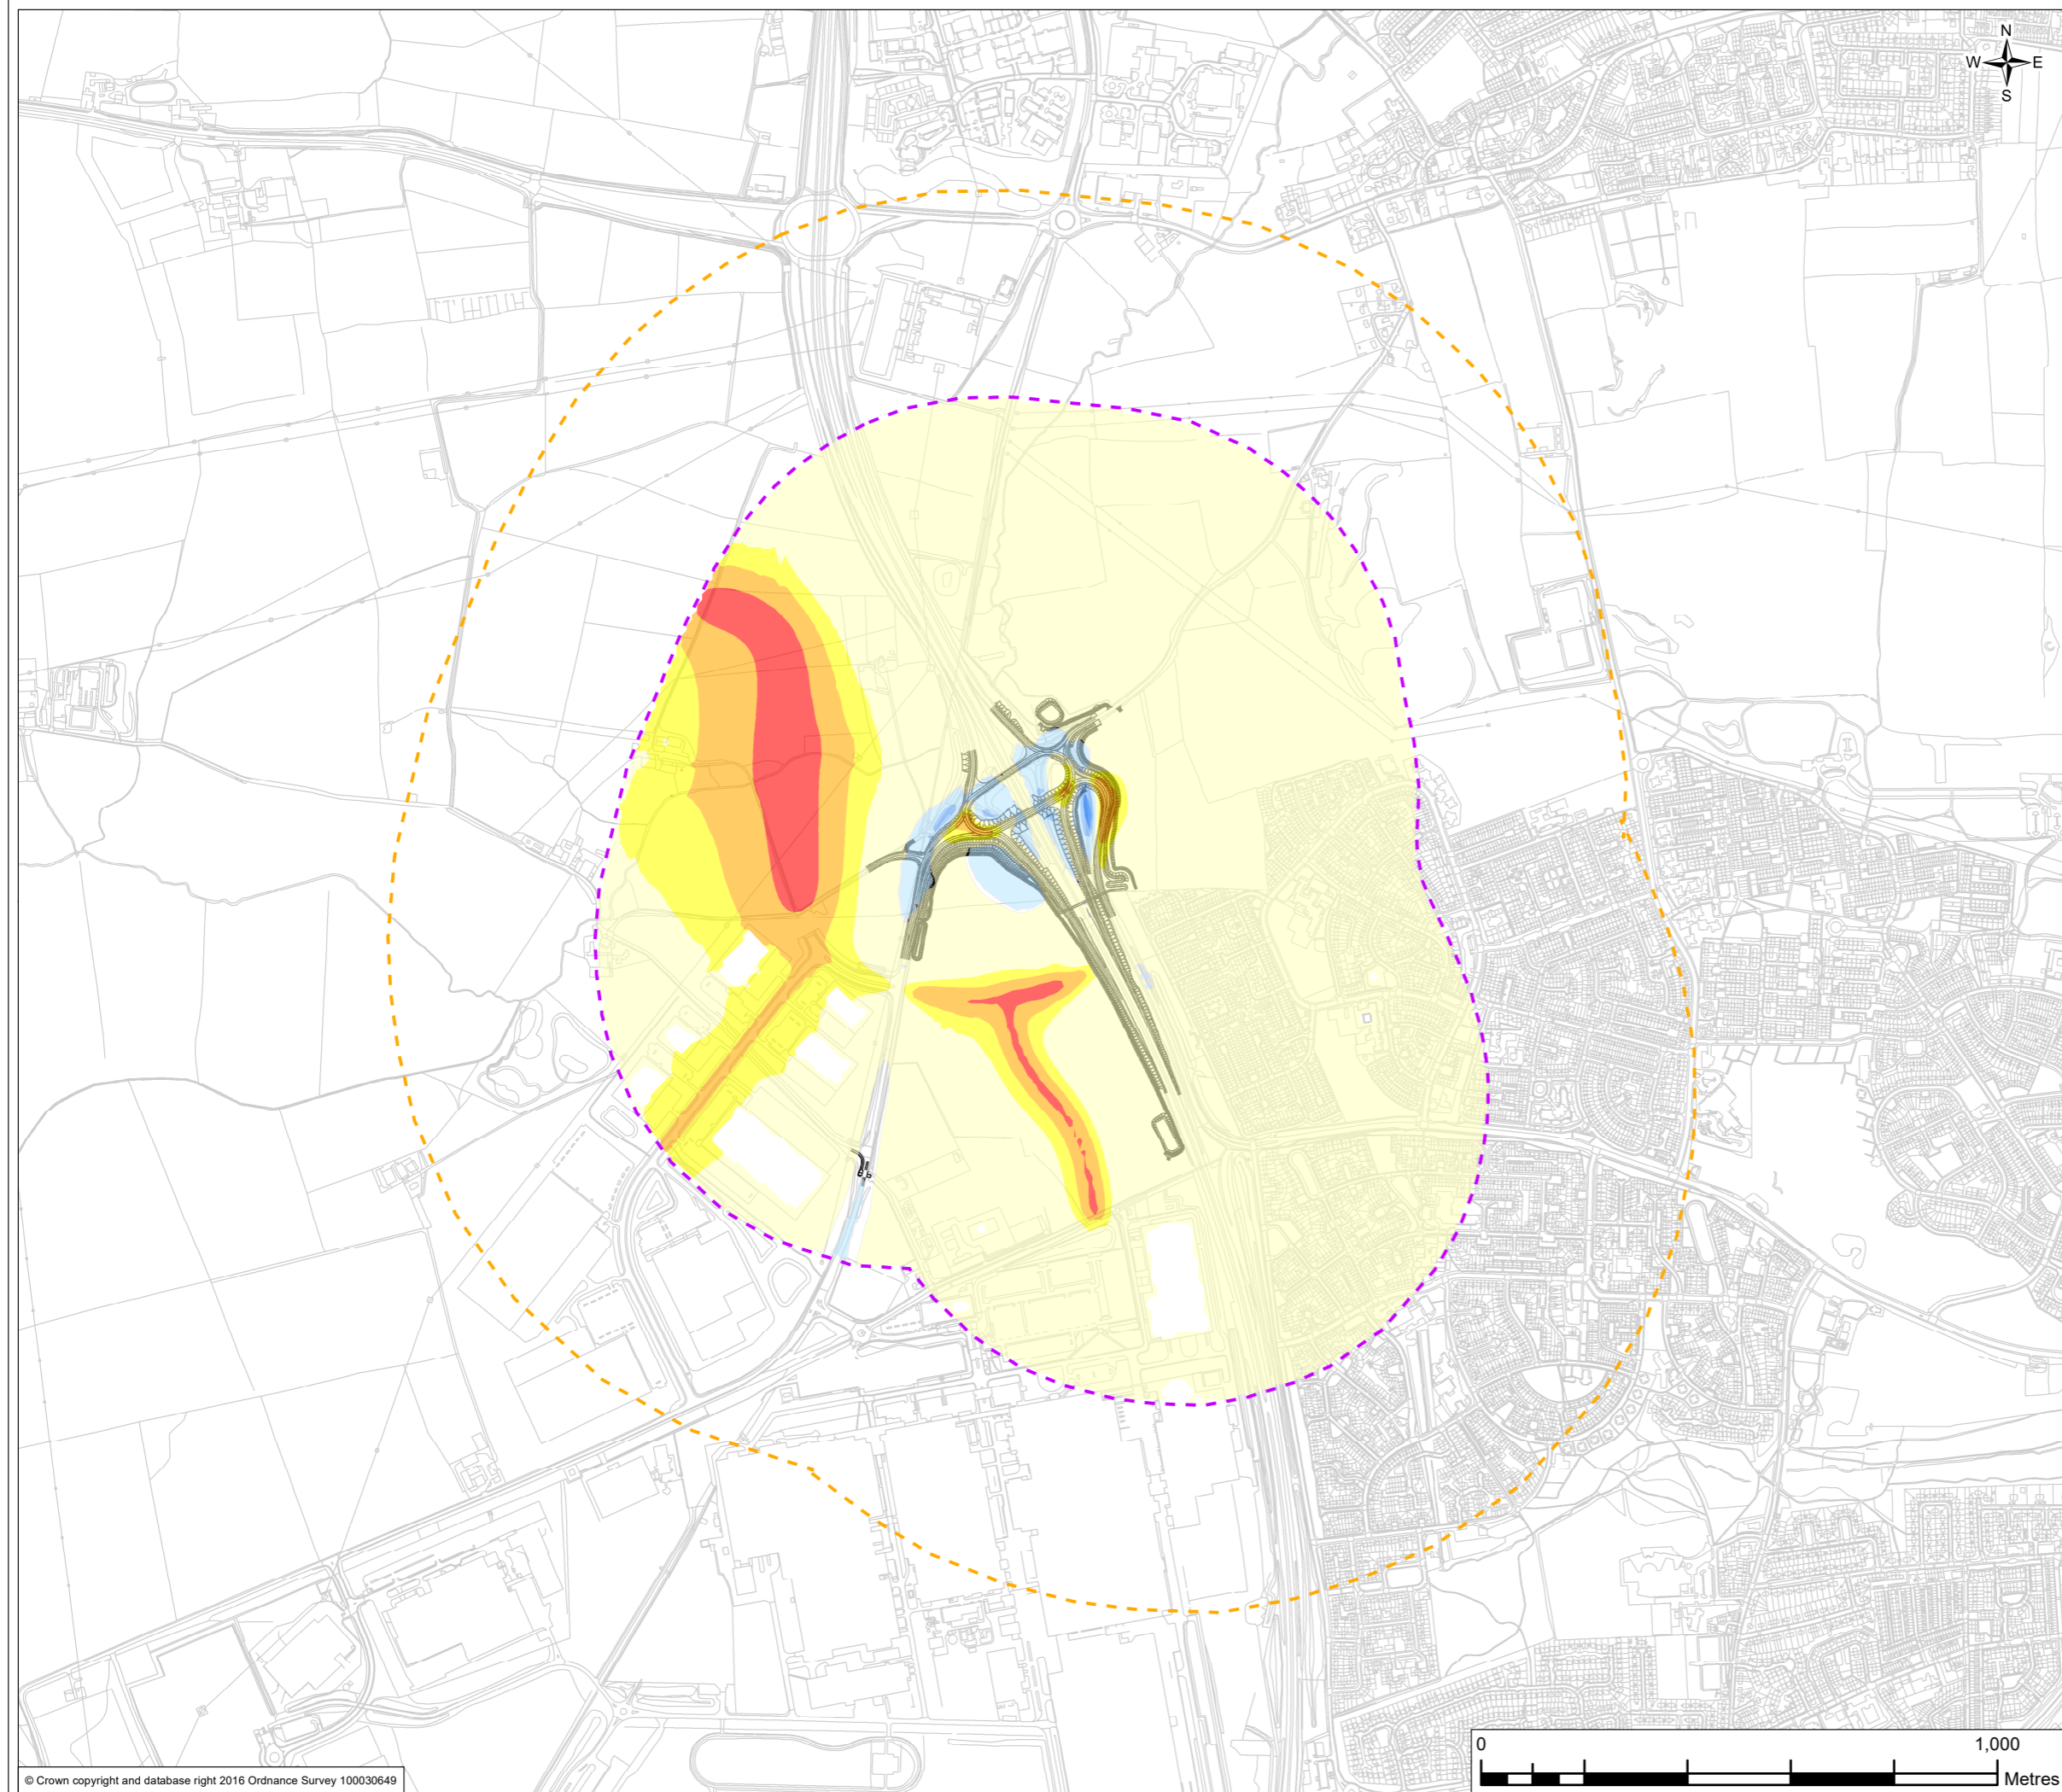 N
W E
S
0 1,000
Metres
© Crown copyright and database right 2016 Ordnance Survey 100030649